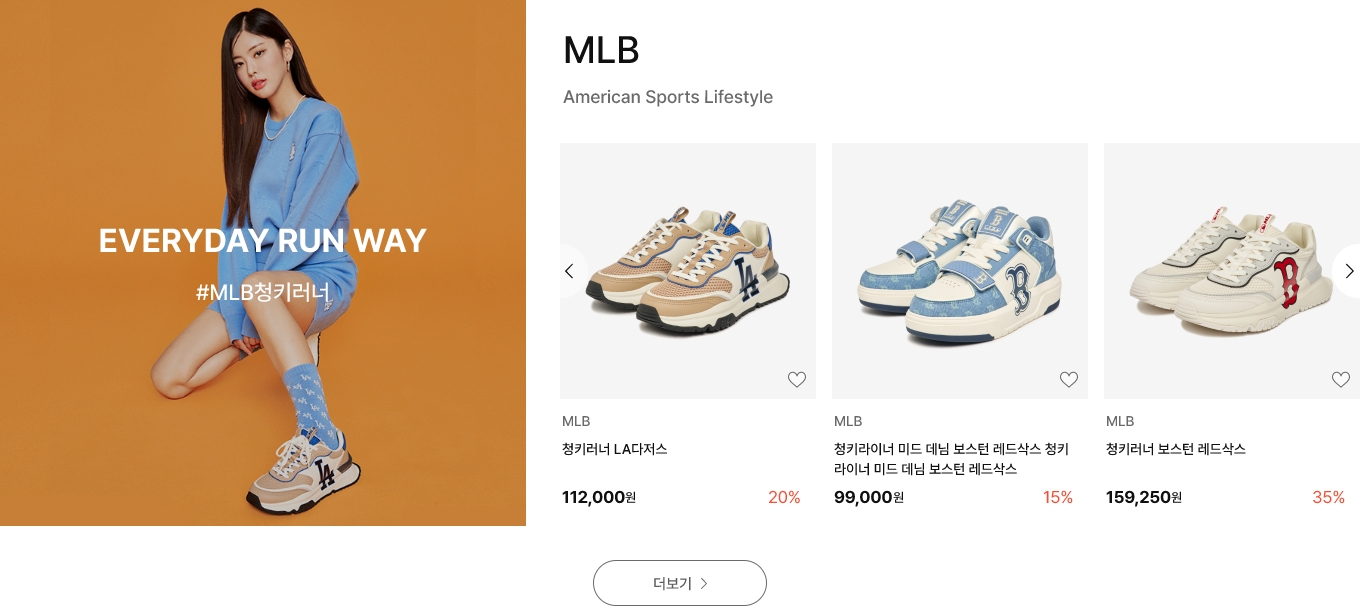 EVERYDAY RUN WAY
#MLB청키러너
MLB
American Sports Lifestyle
MLB
청키러너 LA다저스
112,000원 20%
MLB
청키라이너 미드 데님 보스턴 레드삭스 청키
라이너 미드 데님 보스턴 레드삭스
99,000원 15%
MLB
청키러너 보스턴 레드삭스
159,250원 35%
더보기